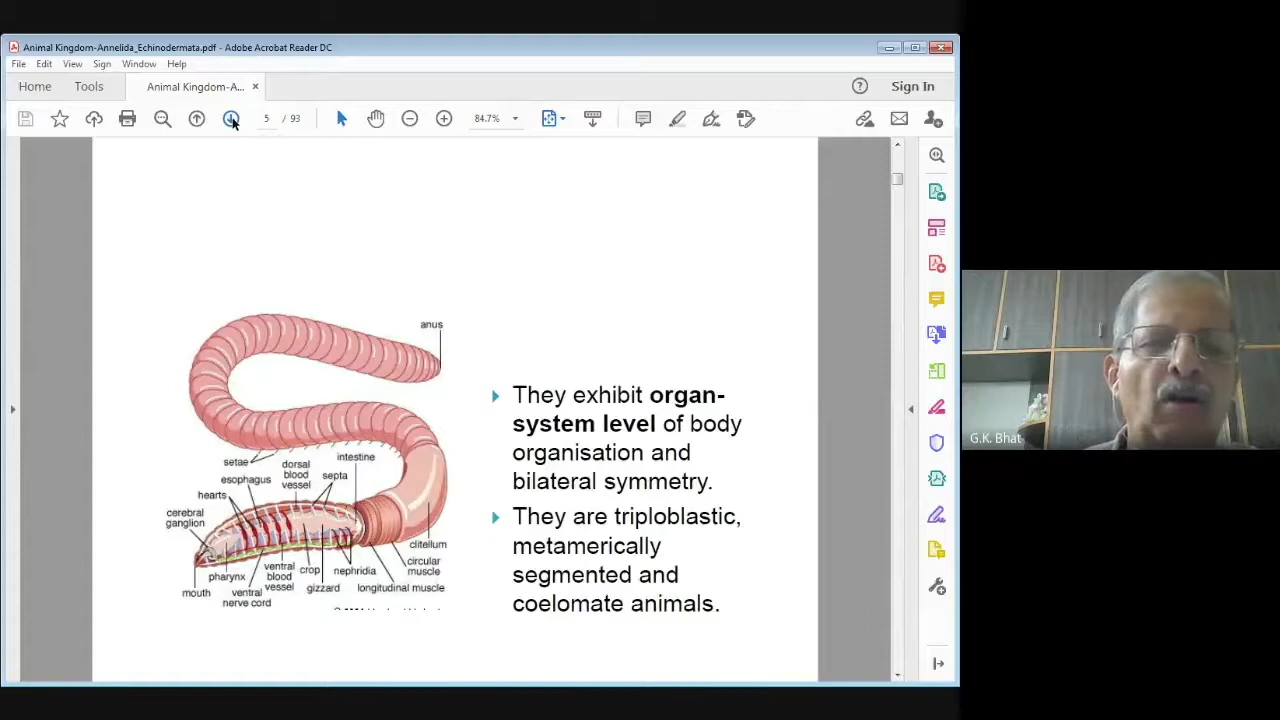 Animal Kingdom-Annelida_Echinodermata.pdf - Adobe Acrobat Reader DC
File Edit View Sign Window Help
Home Tools Animal Kingdom-A... × Sign In
5 / 93 84.7%
anus
They exhibit organ-
system level of body
organisation and
bilateral symmetry.
They are triploblastic,
metamerically
segmented and
coelomate animals.
setae
dorsal
blood
vessel
intestine
esophagus
septa
hearts
cerebral
ganglion
clitellum
circular
muscle
pharynx
ventral
blood
vessel
crop
nephridia
mouth
ventral
nerve cord
gizzard
longitudinal muscle
G.K. Bhat